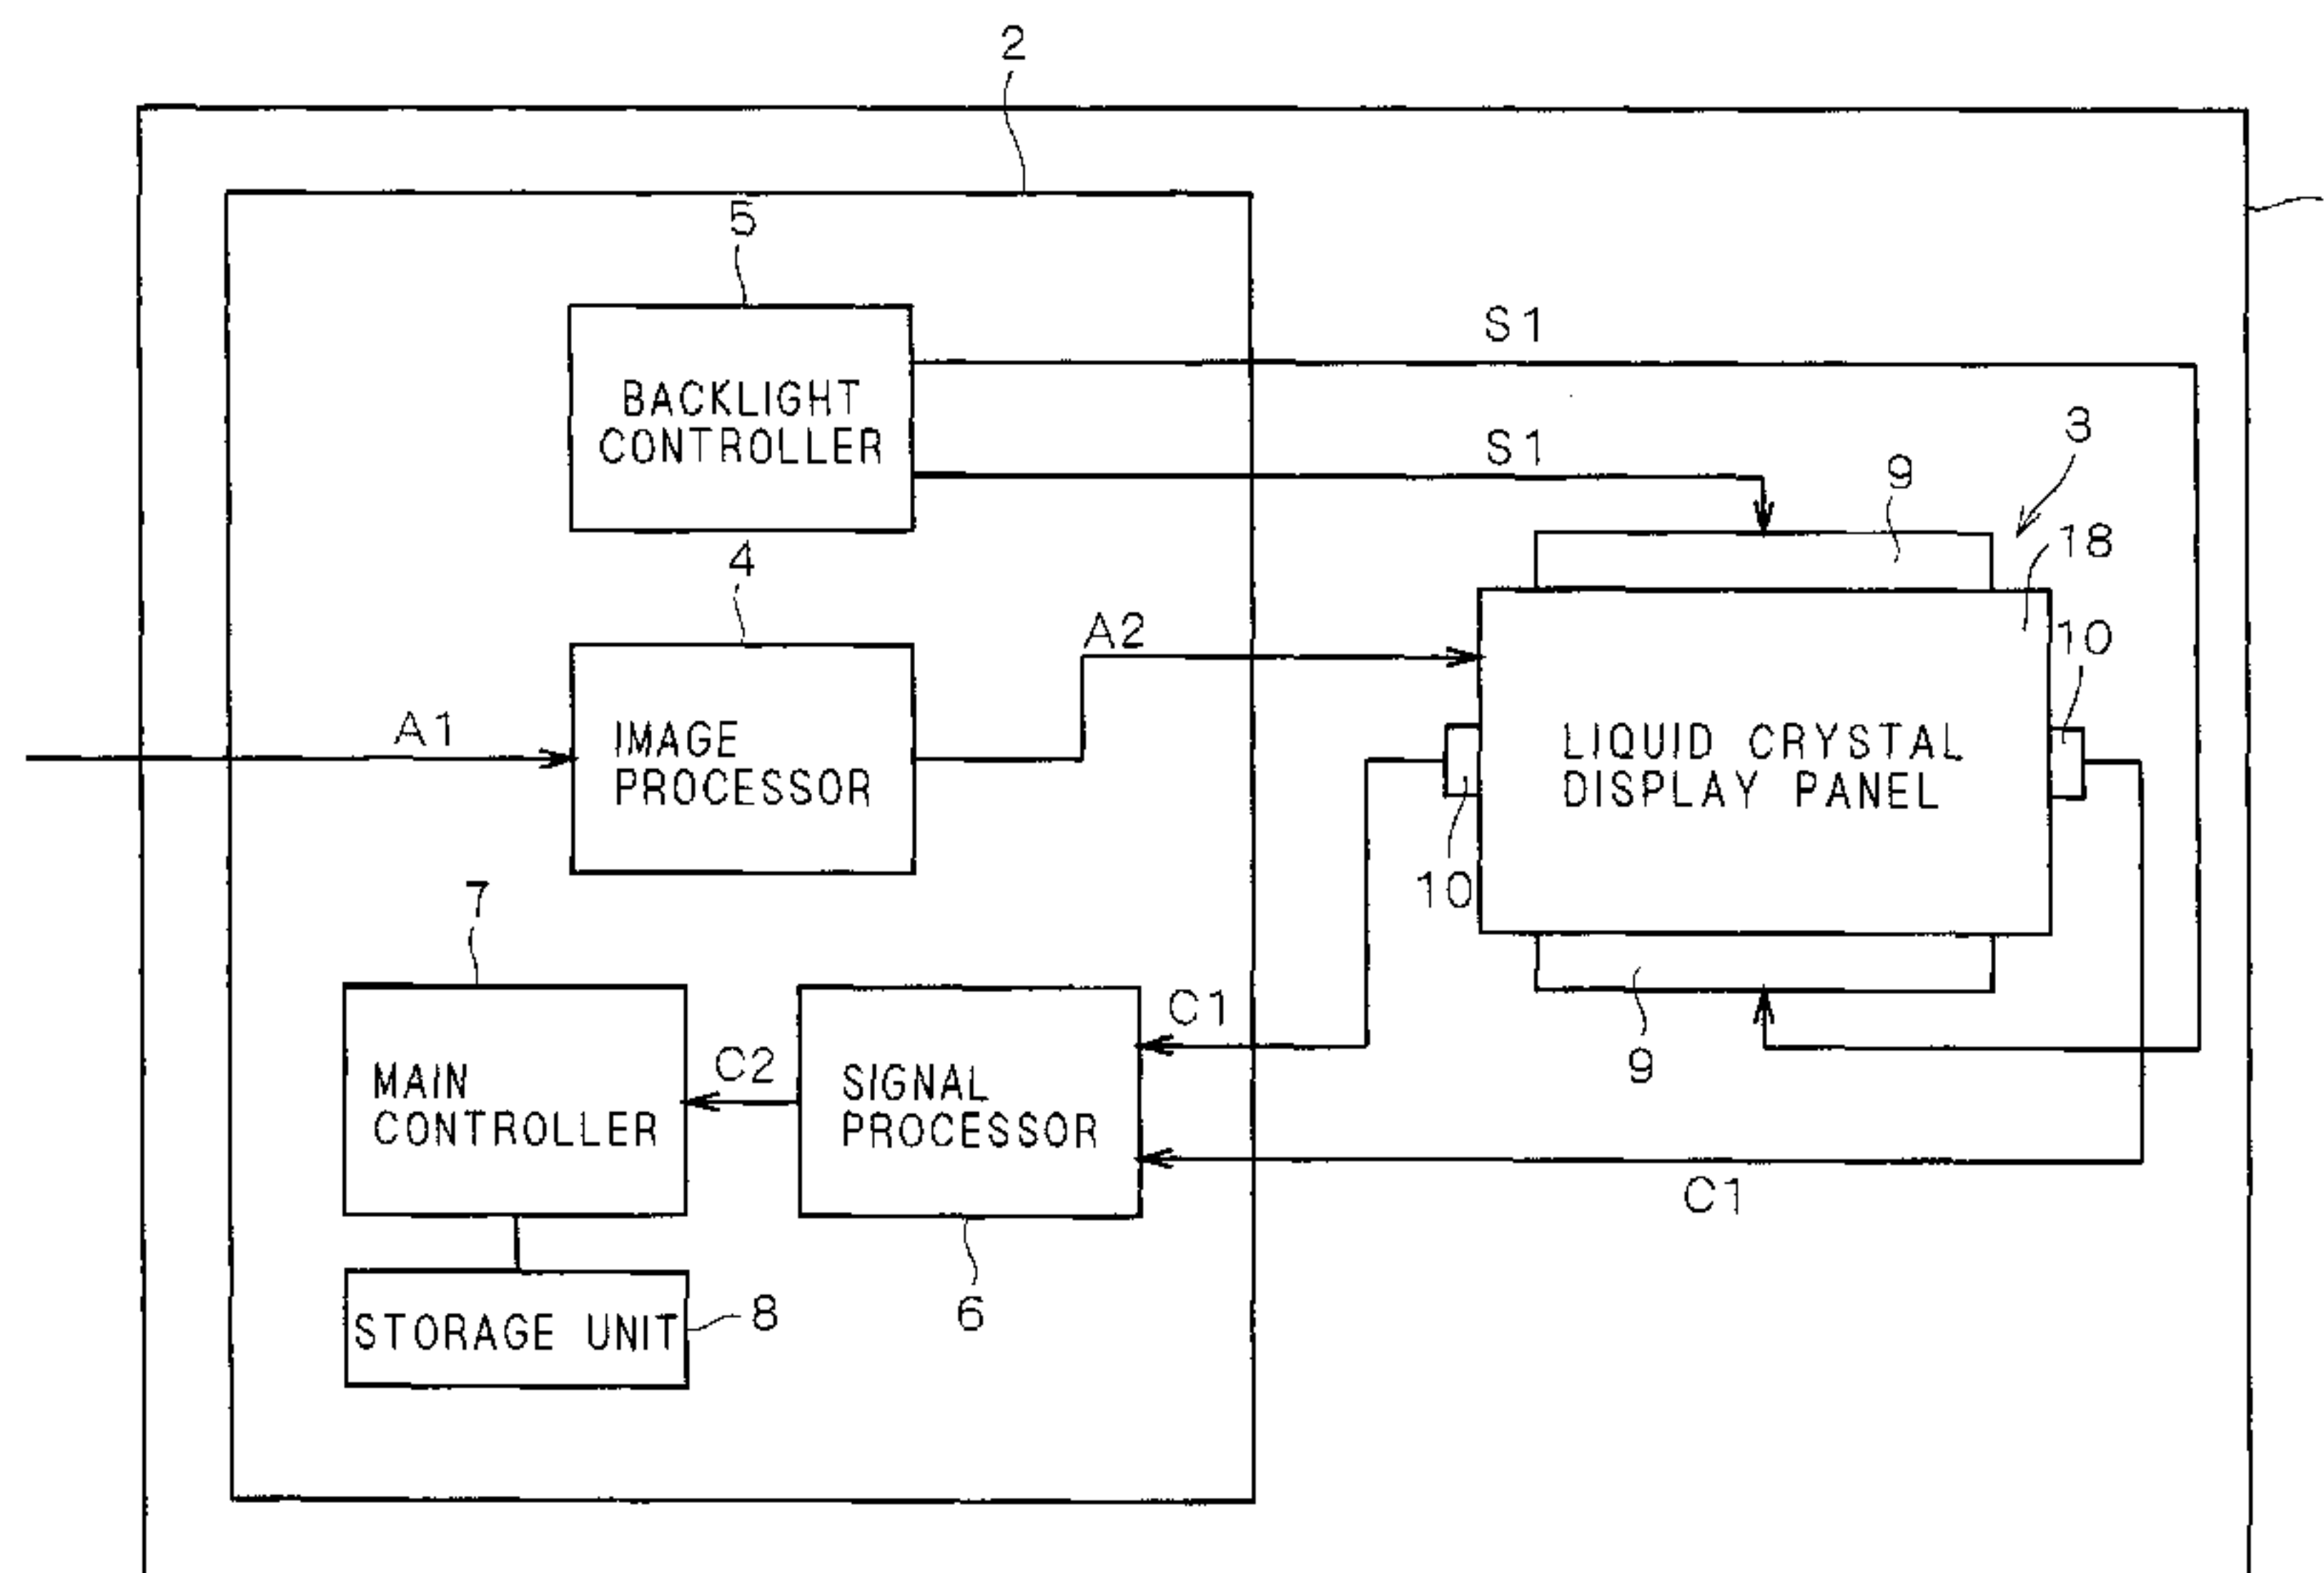 2
5
S1
BACKLIGHT
CONTROLLER
S1
3
9
18
4
A2
10
A1
IMAGE
PROCESSOR
LIQUID CRYSTAL
DISPLAY PANEL
10
7
C1
9
C2
MAIN
CONTROLLER
SIGNAL
PROCESSOR
C1
STORAGE UNIT
8
6